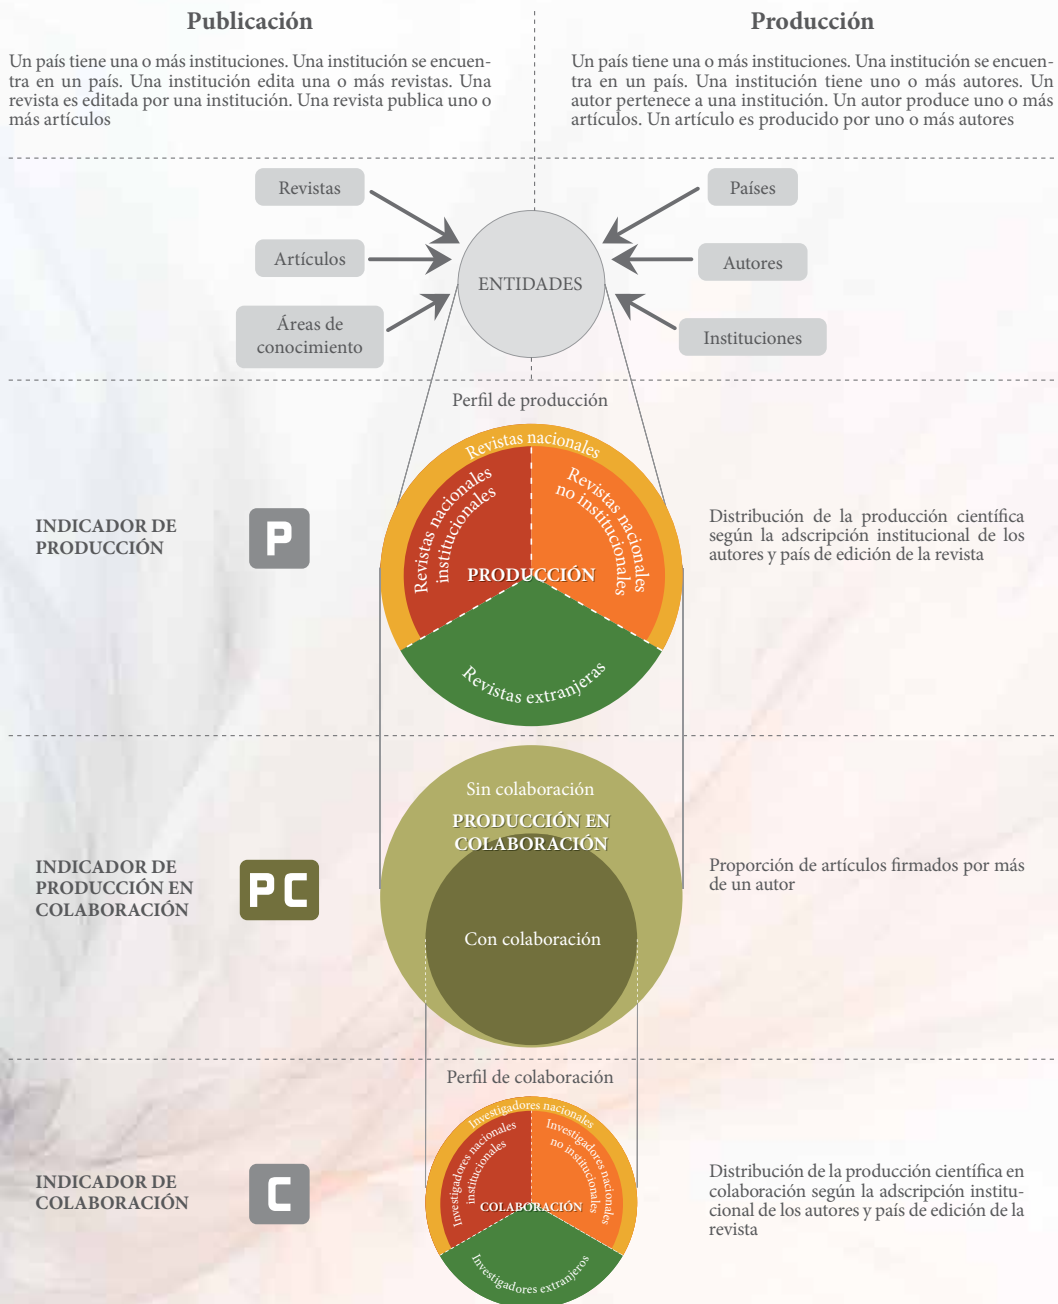 Publicación
Un país tiene una o más instituciones. Una institución se encuen-
tra en un país. Una institución edita una o más revistas. Una
revista es editada por una institución. Una revista publica uno o
más artículos
Producción
Un país tiene una o más instituciones. Una institución se encuen-
tra en un país. Una institución tiene uno o más autores. Un
autor pertenece a una institución. Un autor produce uno o más
artículos. Un artículo es producido por uno o más autores
Revistas
Artículos
Áreas de
conocimiento
ENTIDADES
Países
Autores
Instituciones
Perfil de producción
INDICADOR DE
PRODUCCIÓN
P
Revistas nacionales
Revistas nacionales
institucionales
Revistas nacionales
no institucionales
PRODUCCIÓN
Revistas extranjeras
Distribución de la producción científica
según la adscripción institucional de los
autores y país de edición de la revista
INDICADOR DE
PRODUCCIÓN EN
COLABORACIÓN
PC
Sin colaboración
PRODUCCIÓN EN
COLABORACIÓN
Con colaboración
Proporción de artículos firmados por más
de un autor
Perfil de colaboración
INDICADOR DE
COLABORACIÓN
C
Investigadores nacionales
Investigadores nacionales
institucionales
Investigadores nacionales
no institucionales
COLABORACIÓN
Investigadores extranjeros
Distribución de la producción científica en
colaboración según la adscripción institu-
cional de los autores y país de edición de la
revista